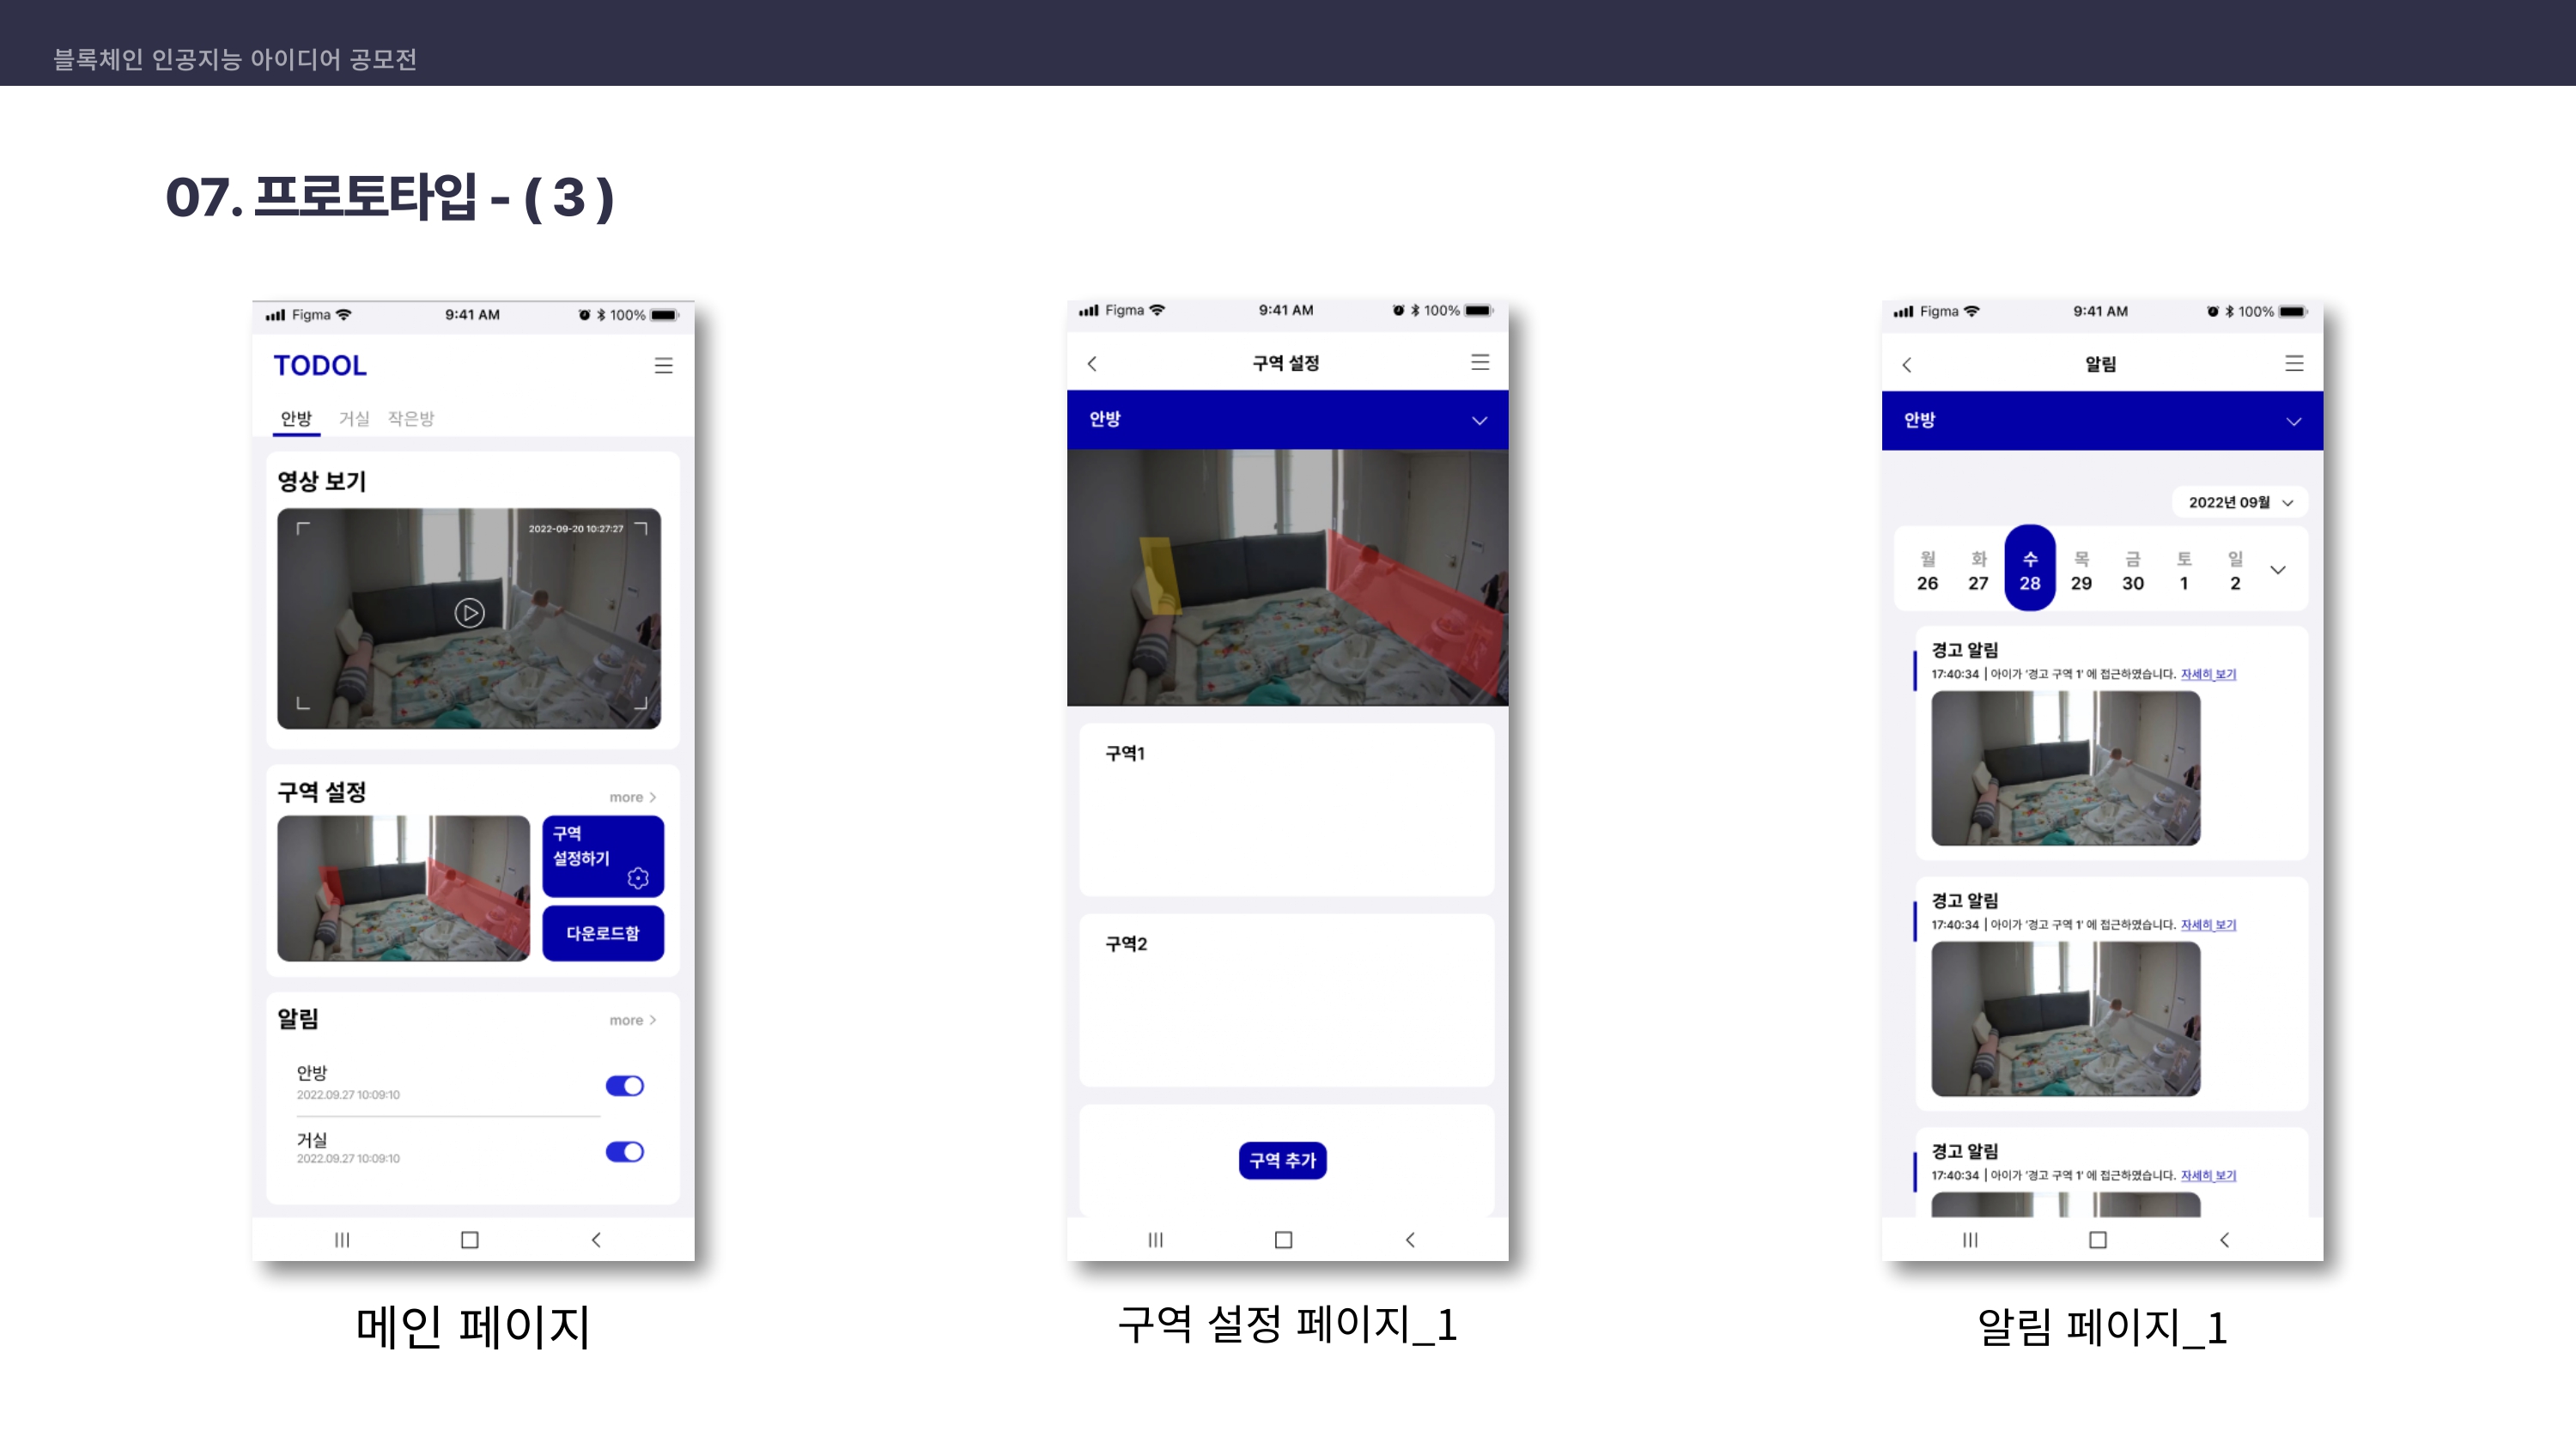 블록체인 인공지능 아이디어 공모전
07. 프로토타입 - ( 3 )
Figma 9:41 AM 100%
TODOL
안방 거실 작은방
영상 보기
2022-09-20 10:27:27
구역 설정 more >
구역
설정하기
다운로드함
알림 more >
안방
2022.09.27 10:09:10
거실
2022.09.27 10:09:10
메인 페이지
Figma 9:41 AM 100%
구역 설정
안방
구역1
구역2
구역 추가
구역 설정 페이지_1
Figma 9:41 AM 100%
알림
안방
2022년 09월
월 화 수 목 금 토 일
26 27 28 29 30 1 2
경고 알림
17:40:34 | 아이가 '경고 구역 1' 에 접근하였습니다. 자세히 보기
경고 알림
17:40:34 | 아이가 '경고 구역 1' 에 접근하였습니다. 자세히 보기
경고 알림
17:40:34 | 아이가 '경고 구역 1' 에 접근하였습니다. 자세히 보기
알림 페이지_1